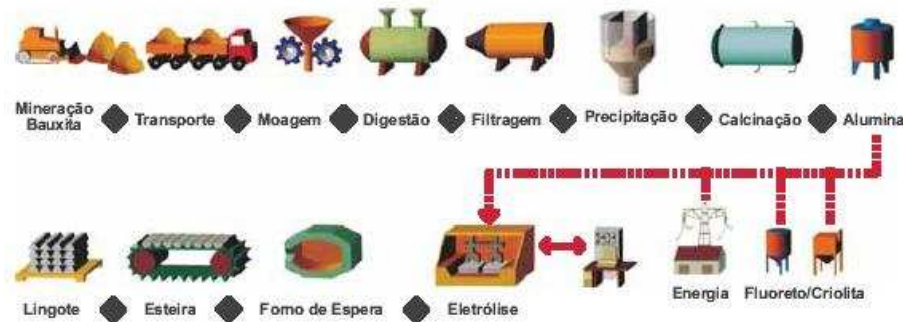 Mineração
Bauxita
Transporte
Moagem
Digestão
Filtragem
Precipitação
Calcinação
Alumina
Energia
Fluoreto/Criolita
Lingote
Esteira
Forno de Espera
Eletrólise